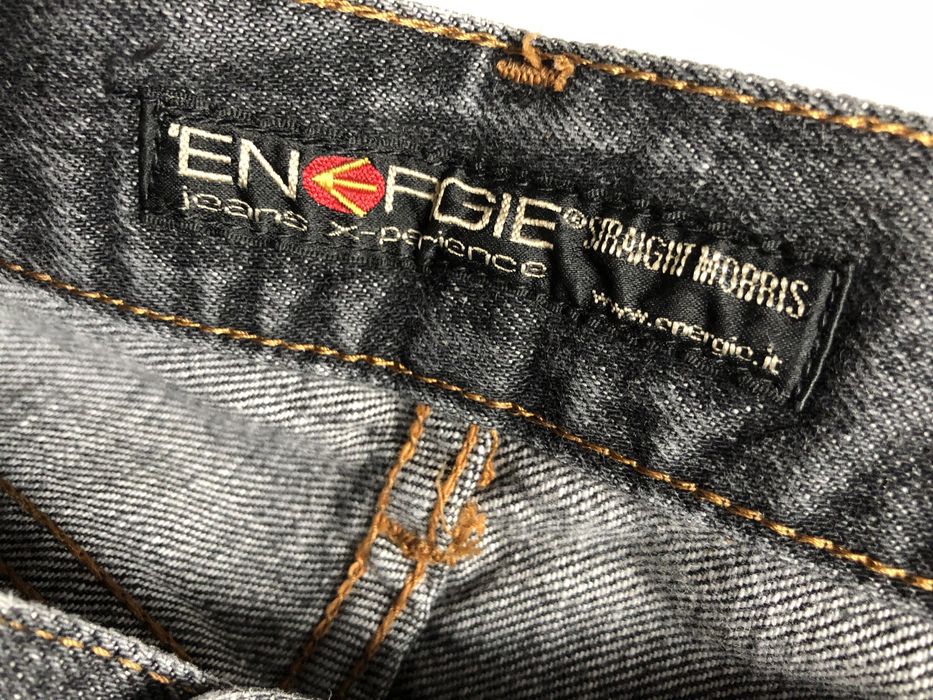 'ENERGIE® STRAIGHT MORRIS
jeans x-perience www.energie.it